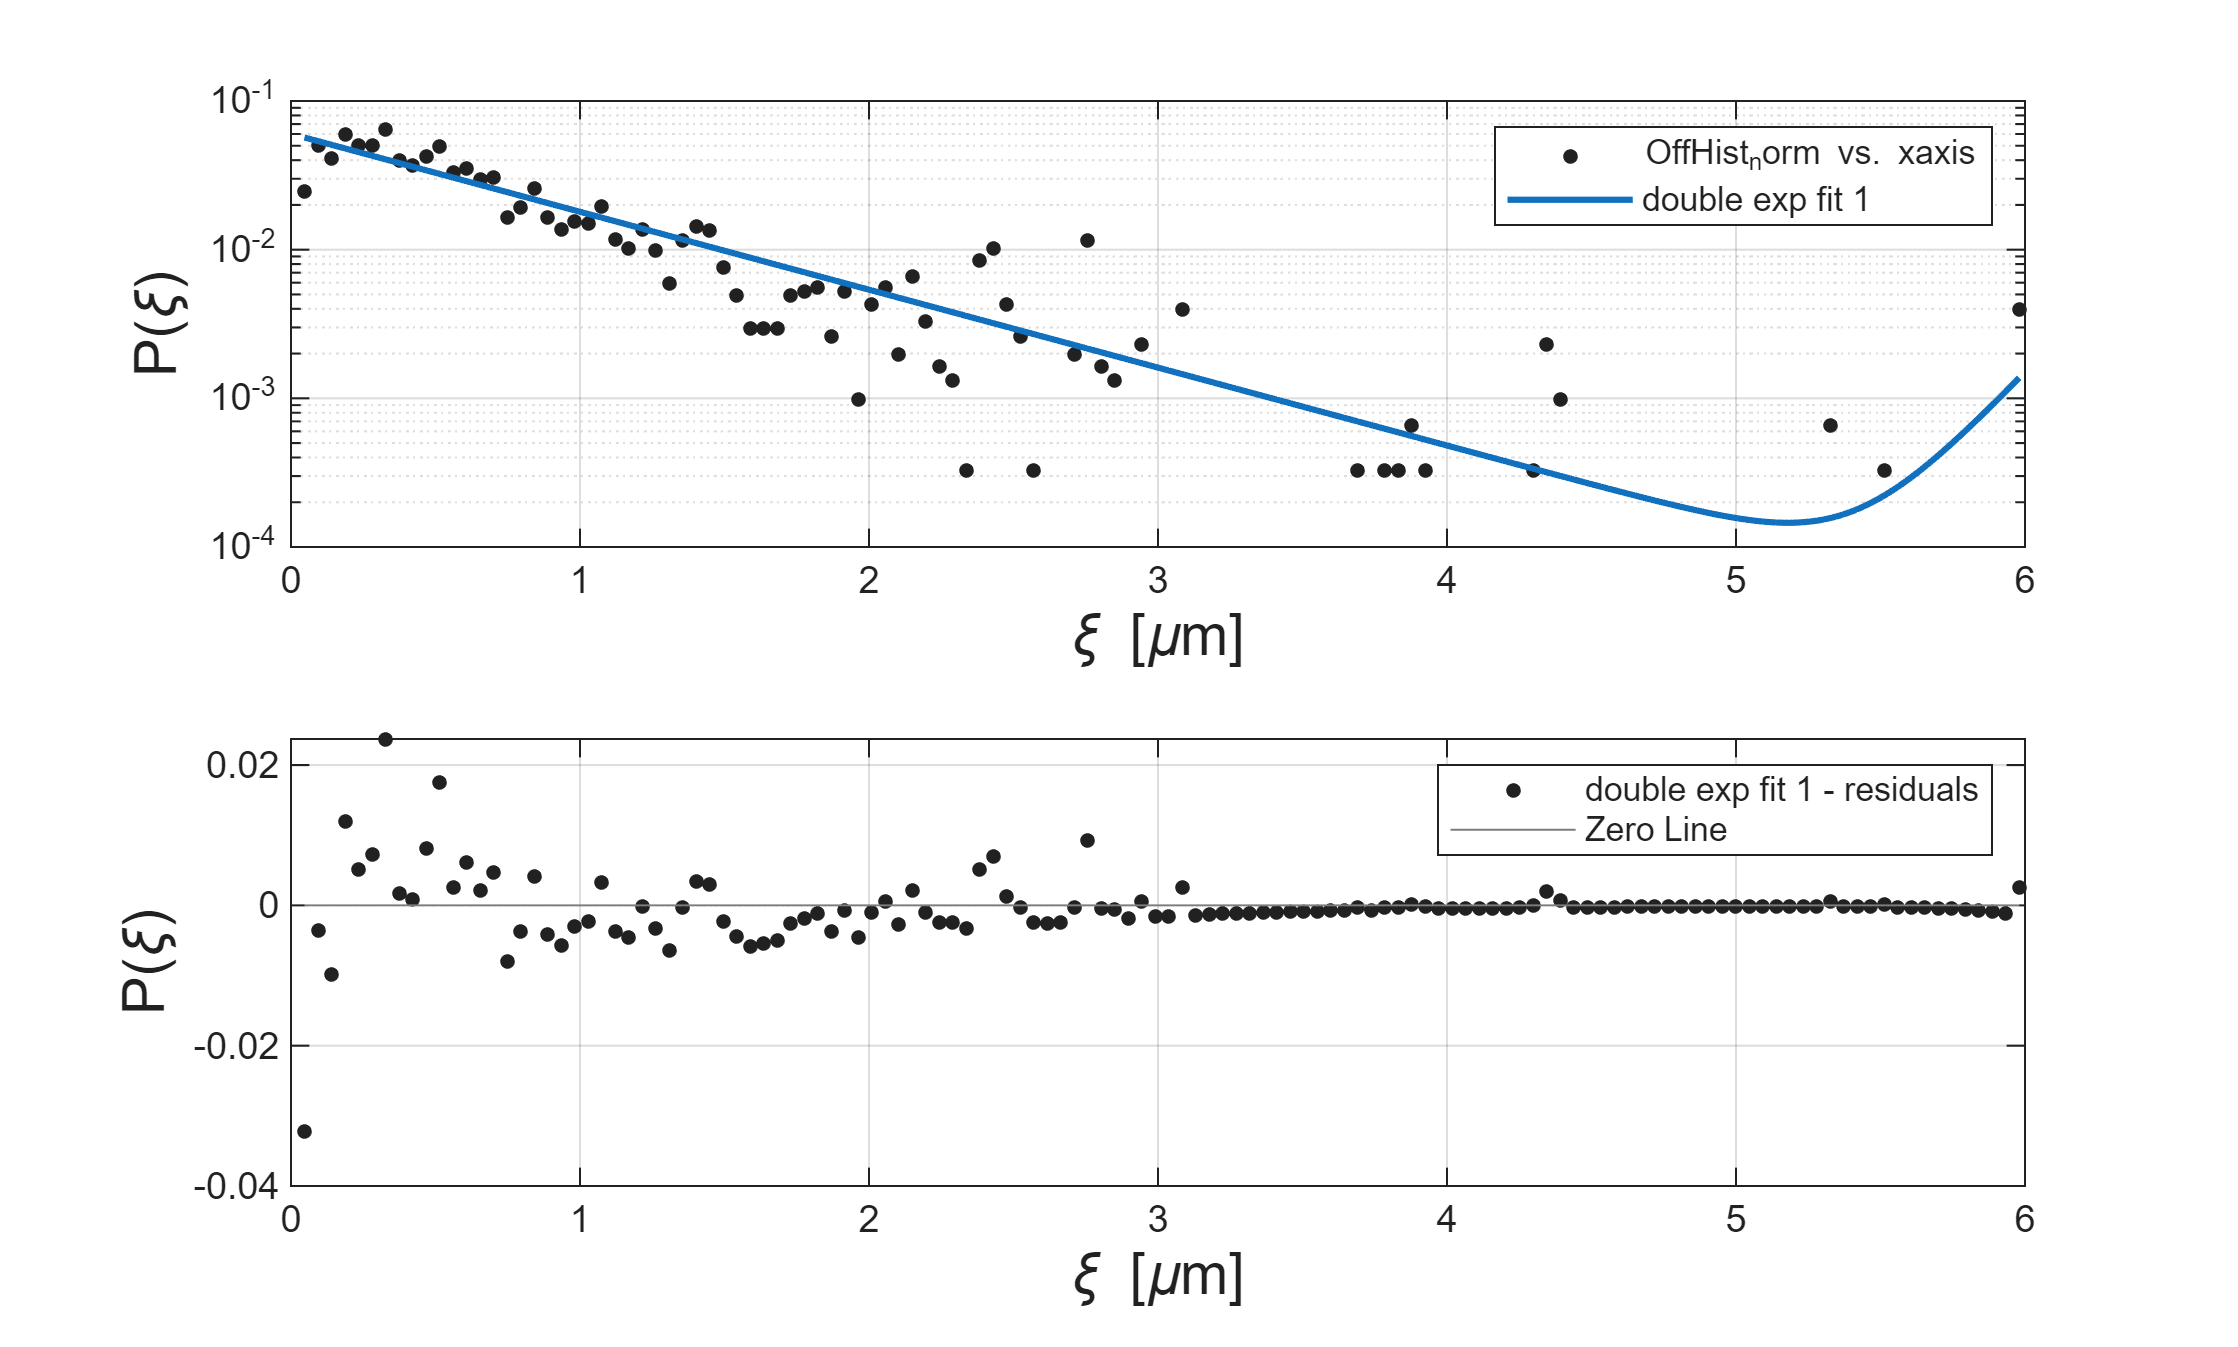 10-1
10-2
10-3
10-4
P(ξ)
OffHistnorm vs. xaxis
double exp fit 1
0 1 2 3 4 5 6
ξ [µm]
0.02
0
-0.02
-0.04
P(ξ)
double exp fit 1 - residuals
Zero Line
0 1 2 3 4 5 6
ξ [µm]